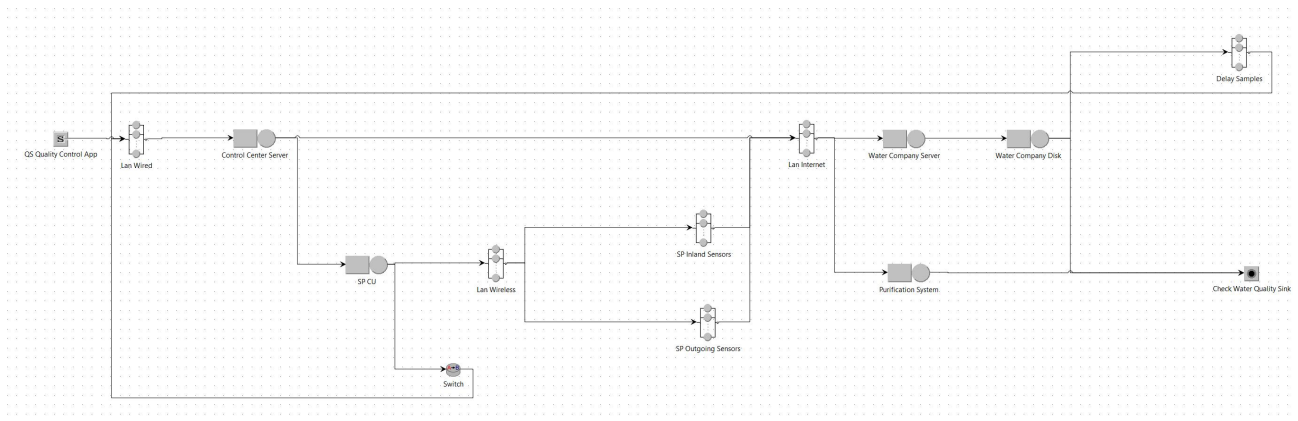 Delay Samples
S
QS Quality Control App
Lan Wired
Control Center Server
Lan Internet
Water Company Server
Water Company Disk
SP Inland Sensors
SP CU
Lan Wireless
Purification System
Check Water Quality Sink
SP Outgoing Sensors
Switch